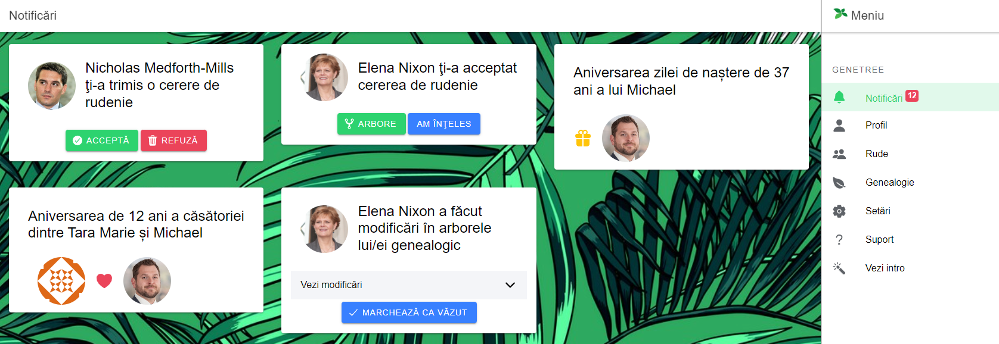 Notificări
Nicholas Medforth-Mills
ţi-a trimis o cerere de
rudenie
ACCEPTĂ
REFUZĂ
Elena Nixon ţi-a acceptat
cererea de rudenie
ARBORE
AM ÎNŢELES
Aniversarea zilei de naștere de 37
ani a lui Michael
Aniversarea de 12 ani a căsătoriei
dintre Tara Marie și Michael
Elena Nixon a făcut
modificări în arborele
lui/ei genealogic
Vezi modificări
MARCHEAZĂ CA VĂZUT
Meniu
GENETREE
Notificări 12
Profil
Rude
Genealogie
Setări
Suport
Vezi intro